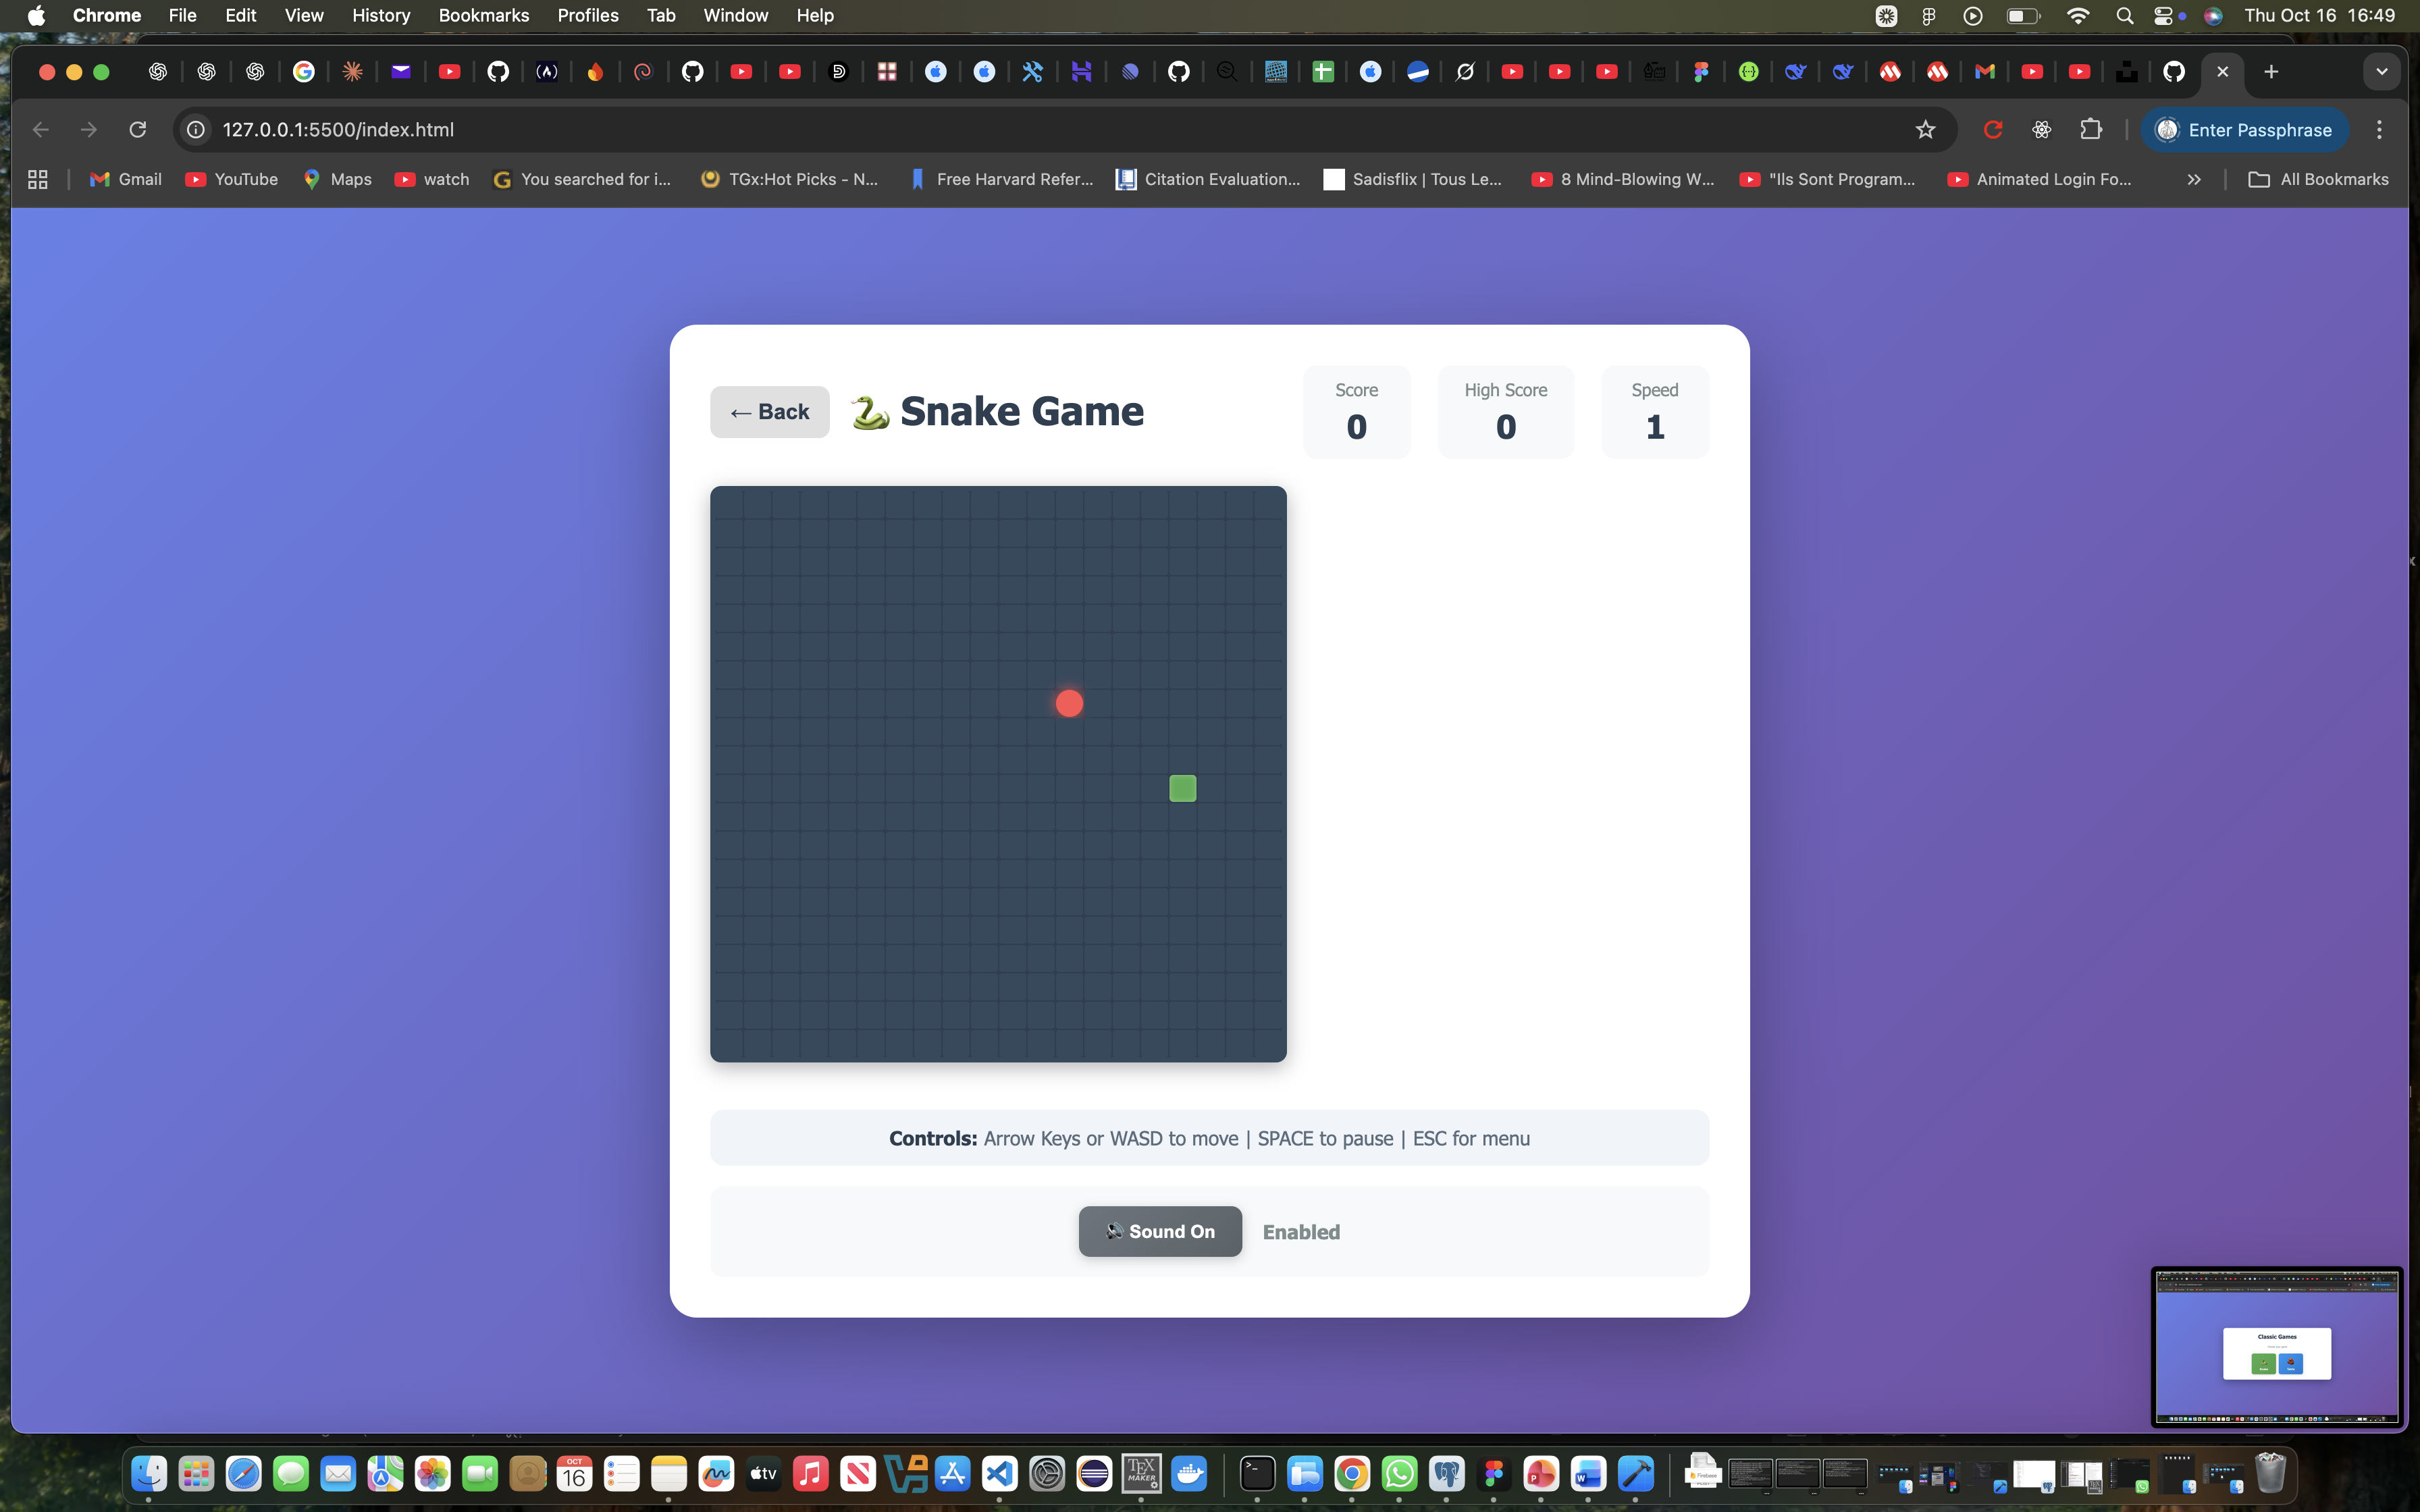 Chrome File Edit View History Bookmarks Profiles Tab Window Help Thu Oct 16 16:49
127.0.0.1:5500/index.html Enter Passphrase
Gmail YouTube Maps watch You searched for i... TGx:Hot Picks - N... Free Harvard Refer... Citation Evaluation... Sadisflix | Tous Le... 8 Mind-Blowing W... "Ils Sont Program... Animated Login Fo... All Bookmarks
← Back Snake Game
Score
0
High Score
0
Speed
1
Controls: Arrow Keys or WASD to move | SPACE to pause | ESC for menu
Sound On Enabled
Classic Games
OCT
16
tv
TEX
MAKER